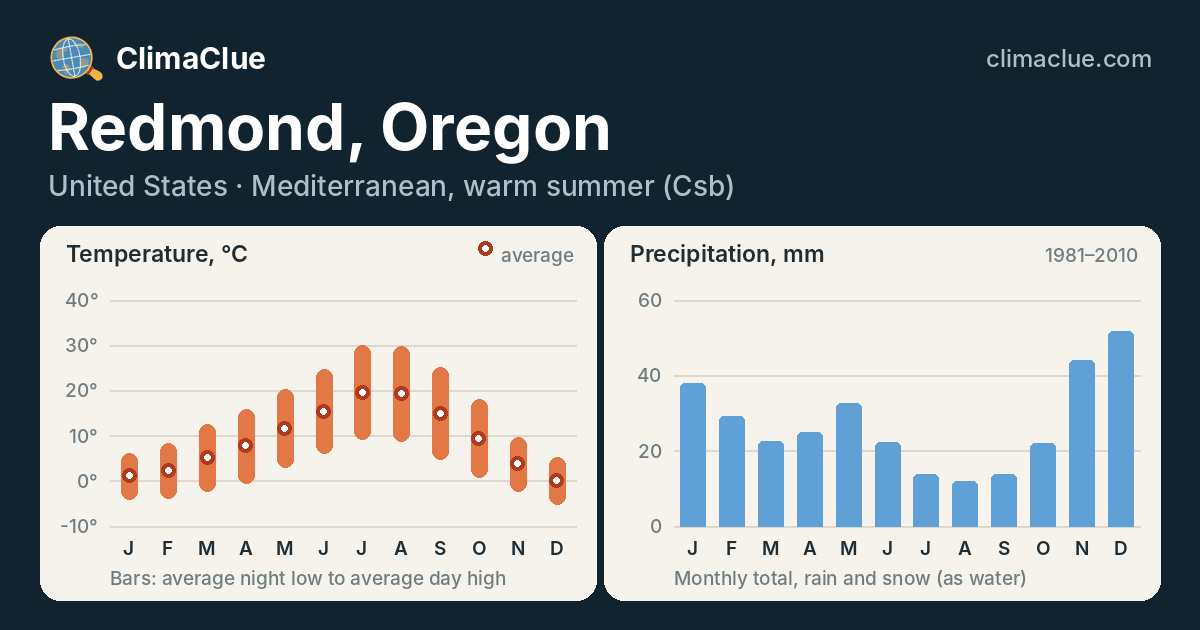 ClimaClue
climaclue.com
Redmond, Oregon
United States · Mediterranean, warm summer (Csb)
Temperature, °C
average
40°
30°
20°
10°
0°
-10°
J F M A M J J A S O N D
Bars: average night low to average day high
Precipitation, mm
1981–2010
60
40
20
0
J F M A M J J A S O N D
Monthly total, rain and snow (as water)